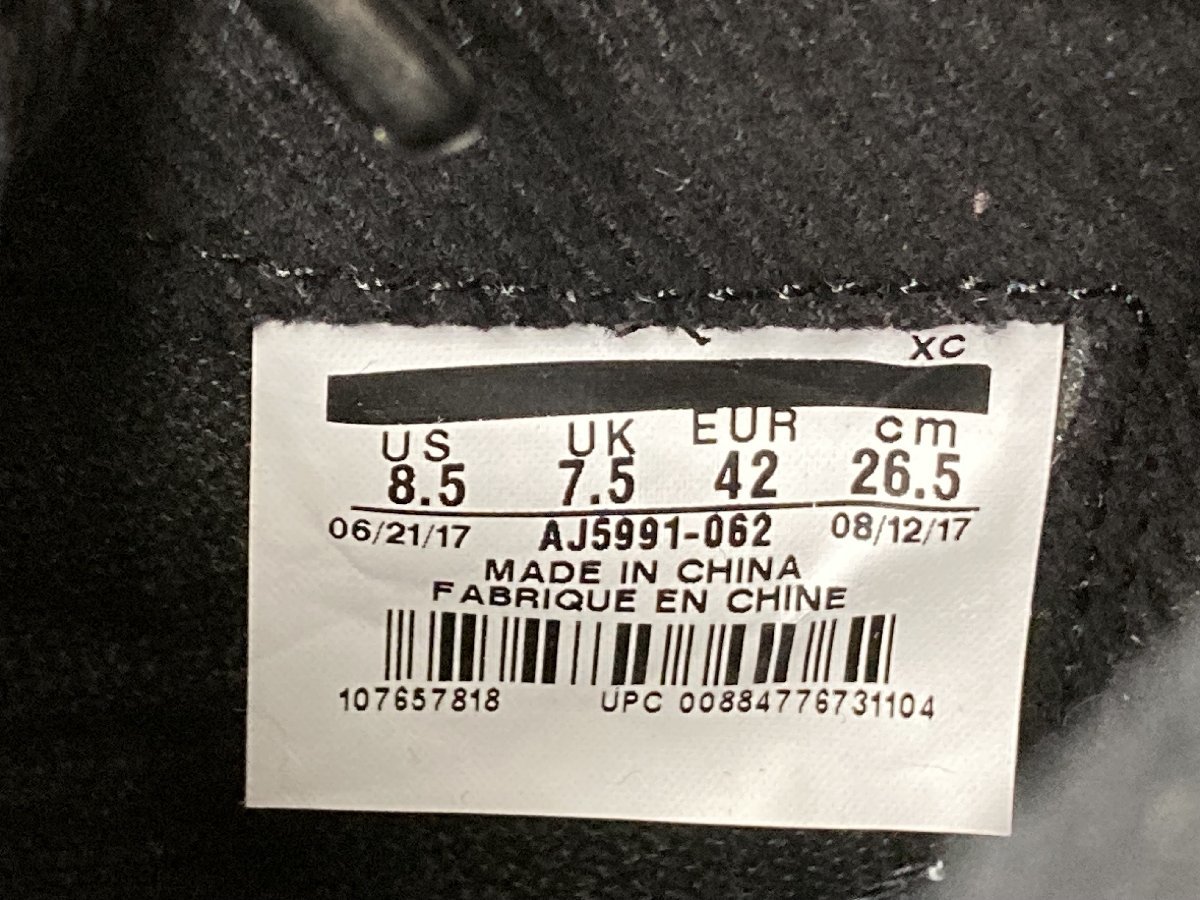 XC
US UK EUR cm
8.5 7.5 42 26.5
06/21/17 AJ5991-062 08/12/17
MADE IN CHINA
FABRIQUE EN CHINE
107657818 UPC 00884776731104